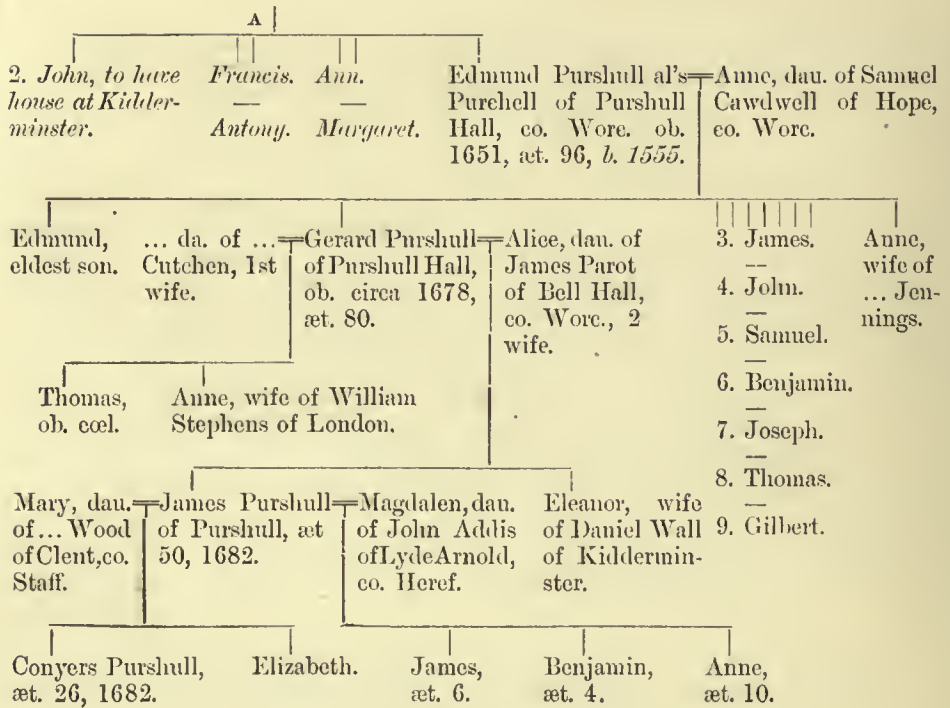 A
2. John, to have
house at Kidder-
minster.
Francis.
—
Antony.
Ann.
—
Margaret.
Edmund Purshull al's
Purchell of Purshull
Hall, co. Worc. ob.
1651, æt. 96, b. 1555.
Anne, dau. of Samuel
Cawdwell of Hope,
co. Worc.
Edmund,
eldest son.
... da. of ...
Cutchen, 1st
wife.
Gerard Purshull
of Purshull Hall,
ob. circa 1678,
æt. 80.
Alice, dau. of
James Parot
of Bell Hall,
co. Worc., 2
wife.
3. James.
—
4. John.
—
5. Samuel.
—
6. Benjamin.
—
7. Joseph.
—
8. Thomas.
—
9. Gilbert.
Anne,
wife of
... Jen-
nings.
Thomas,
ob. cœl.
Anne, wife of William
Stephens of London.
Mary, dau.
of ... Wood
of Clent, co.
Staff.
James Purshull
of Purshull, æt
50, 1682.
Magdalen, dau.
of John Addis
of Lyde Arnold,
co. Heref.
Eleanor, wife
of Daniel Wall
of Kiddermin-
ster.
Conyers Purshull,
æt. 26, 1682.
Elizabeth.
James,
æt. 6.
Benjamin,
æt. 4.
Anne,
æt. 10.